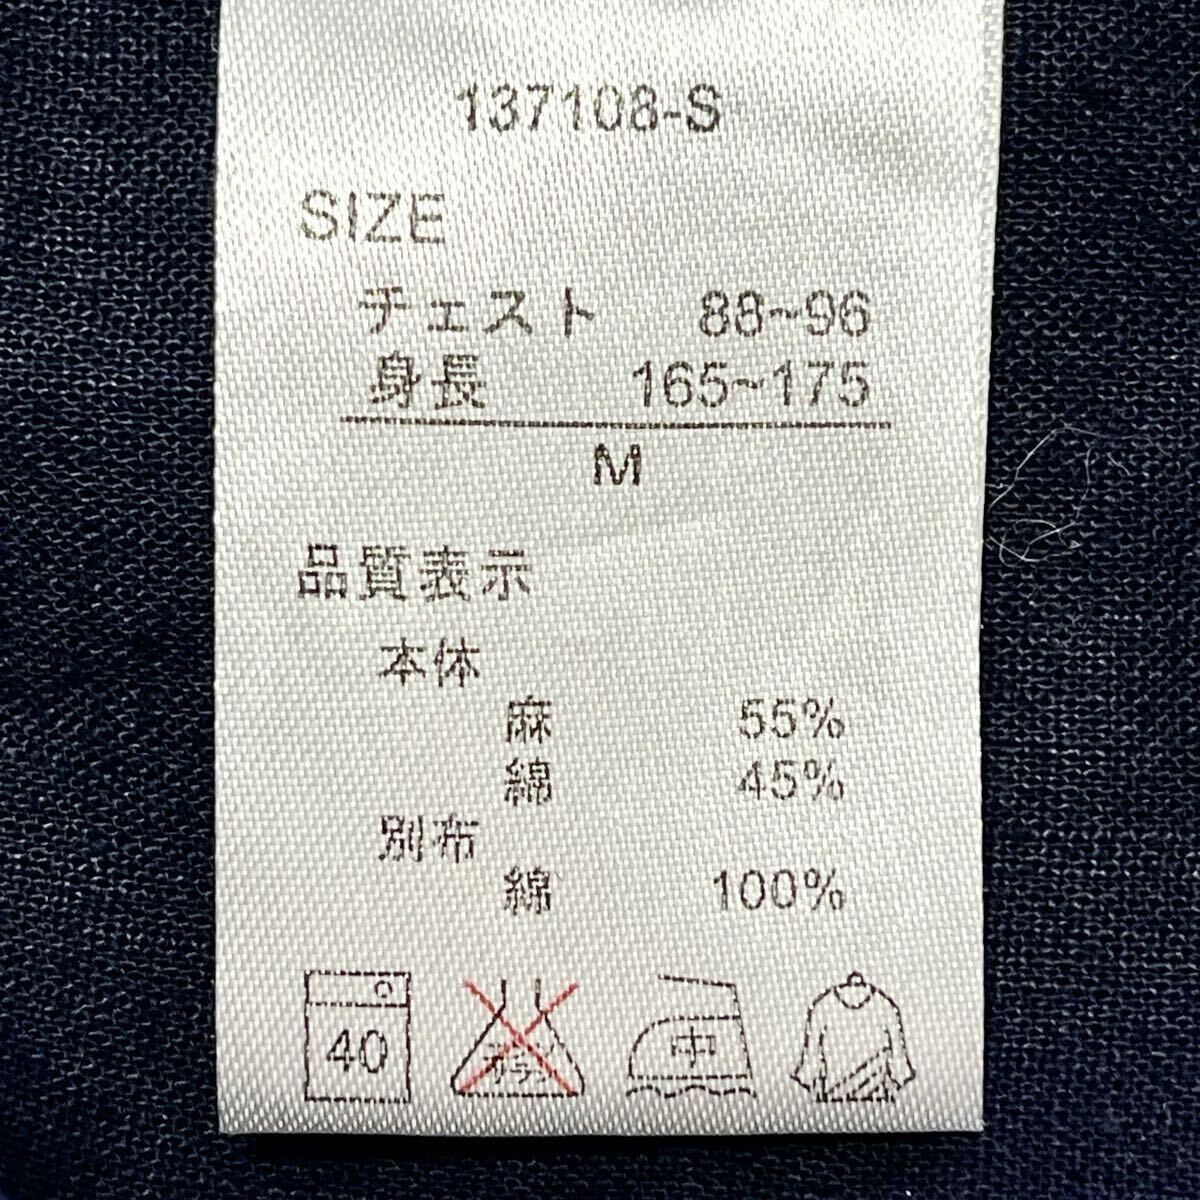 137108-S
SIZE
チェスト 88~96
身長 165~175
M
品質表示
本体
麻 55%
綿 45%
別布
綿 100%
40
中